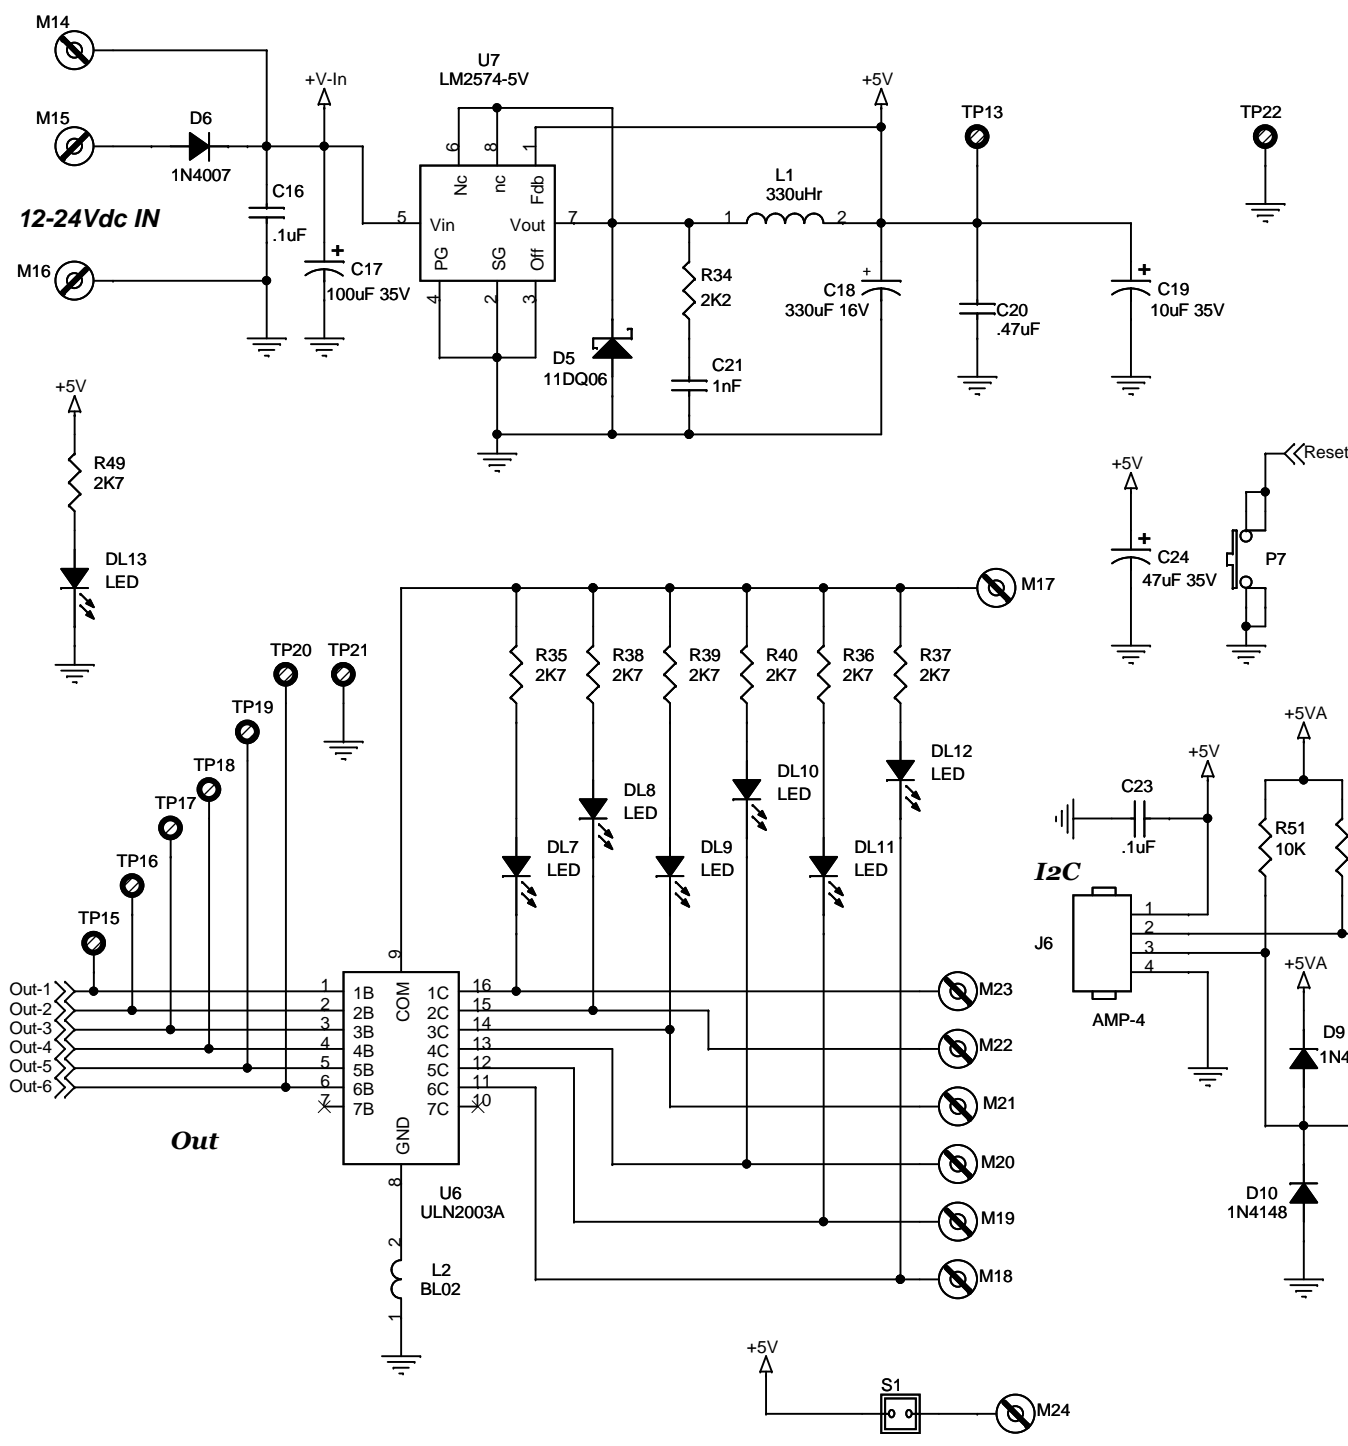 M14
U7
LM2574-5V
+V-In
+5V
TP13
TP22
M15
D6
1N4007
6
8
1
Nc
nc
Fdb
L1
330uHr
C16
.1uF
12-24Vdc IN
5
Vin
Vout
7
1
2
PG
SG
Off
M16
C17
100uF 35V
4
2
3
R34
2K2
C18
330uF 16V
C20
.47uF
C19
10uF 35V
D5
11DQ06
C21
1nF
+5V
R49
2K7
DL13
LED
+5V
Reset
C24
47uF 35V
P7
M17
TP20
TP21
R35
2K7
R38
2K7
R39
2K7
R40
2K7
R36
2K7
R37
2K7
TP19
TP18
TP17
TP16
TP15
DL12
LED
DL10
LED
DL8
LED
DL7
LED
DL9
LED
DL11
LED
+5VA
+5V
C23
.1uF
R51
10K
I2C
J6
1
2
3
4
AMP-4
+5VA
D9
1N4
D10
1N4148
9
COM
Out-1
1
1B
1C
16
M23
Out-2
2
2B
2C
15
Out-3
3
3B
3C
14
Out-4
4
4B
4C
13
M22
Out-5
5
5B
5C
12
Out-6
6
6B
6C
11
7
7B
7C
10
M21
GND
Out
M20
8
U6
ULN2003A
M19
2
L2
BL02
M18
1
+5V
S1
M24